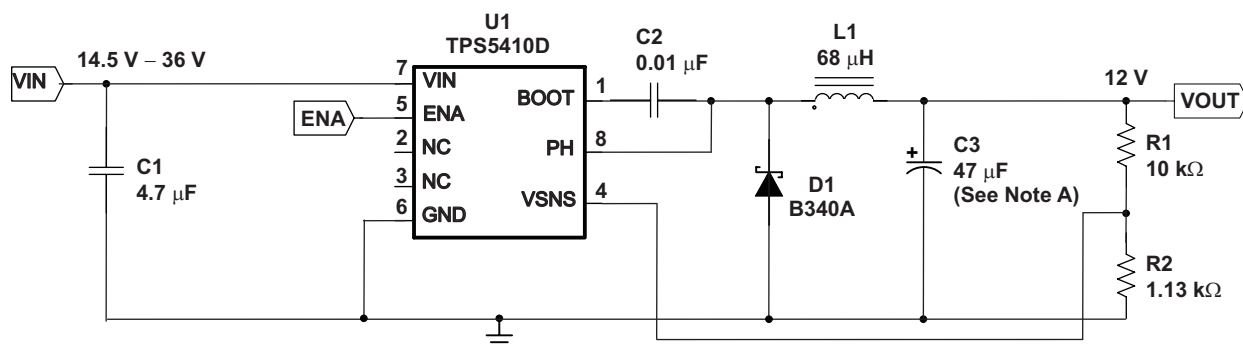 U1
TPS5410D
14.5 V – 36 V
VIN
7
VIN
5
ENA
ENA
2
NC
3
NC
6
GND
BOOT
1
PH
8
VSNS
4
C1
4.7 μF
C2
0.01 μF
L1
68 μH
D1
B340A
+
C3
47 μF
(See Note A)
12 V
VOUT
R1
10 kΩ
R2
1.13 kΩ